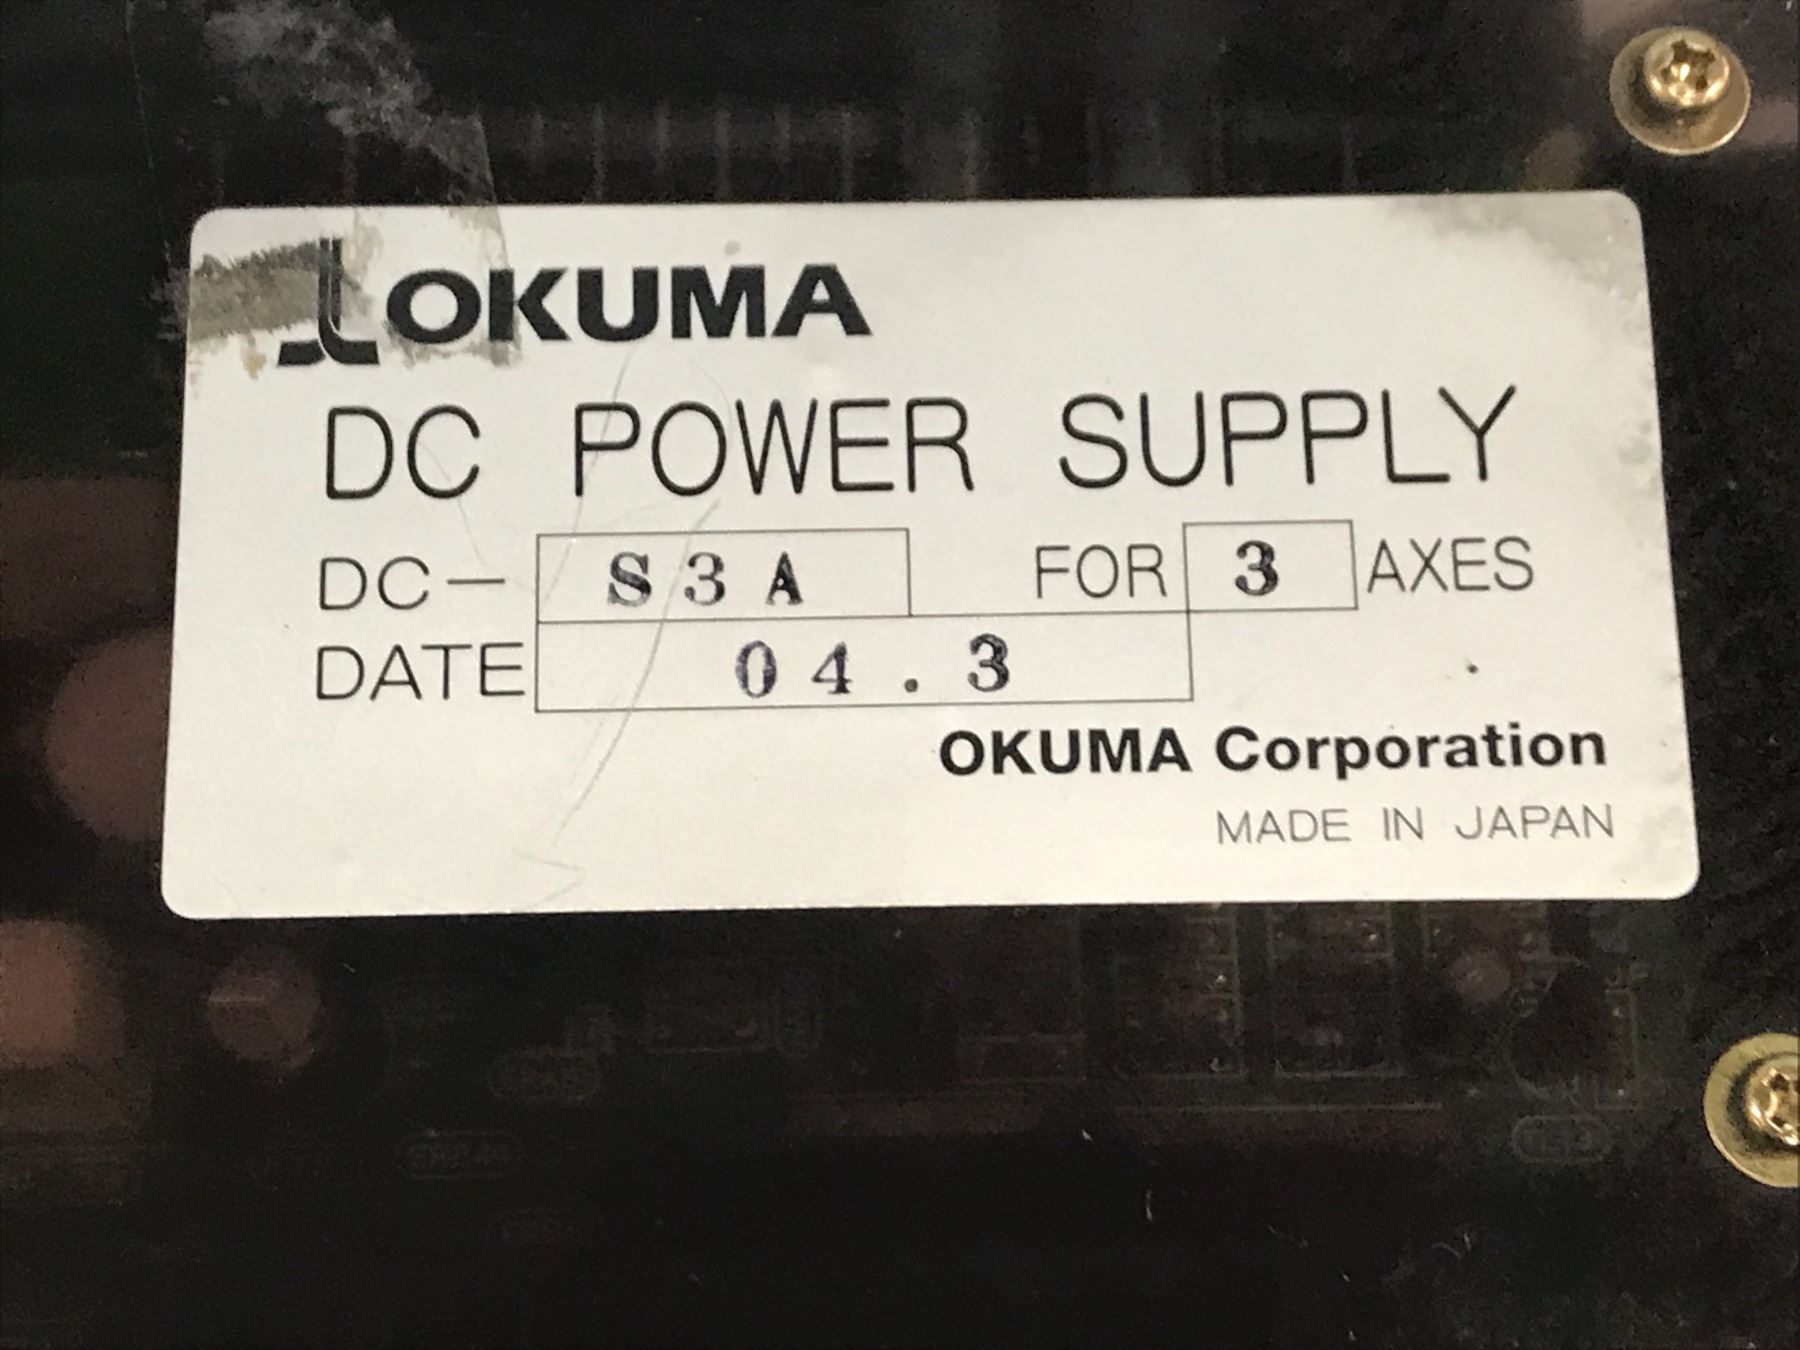 OKUMA
DC POWER SUPPLY
DC- S3A FOR 3 AXES
DATE 04.3
OKUMA Corporation
MADE IN JAPAN